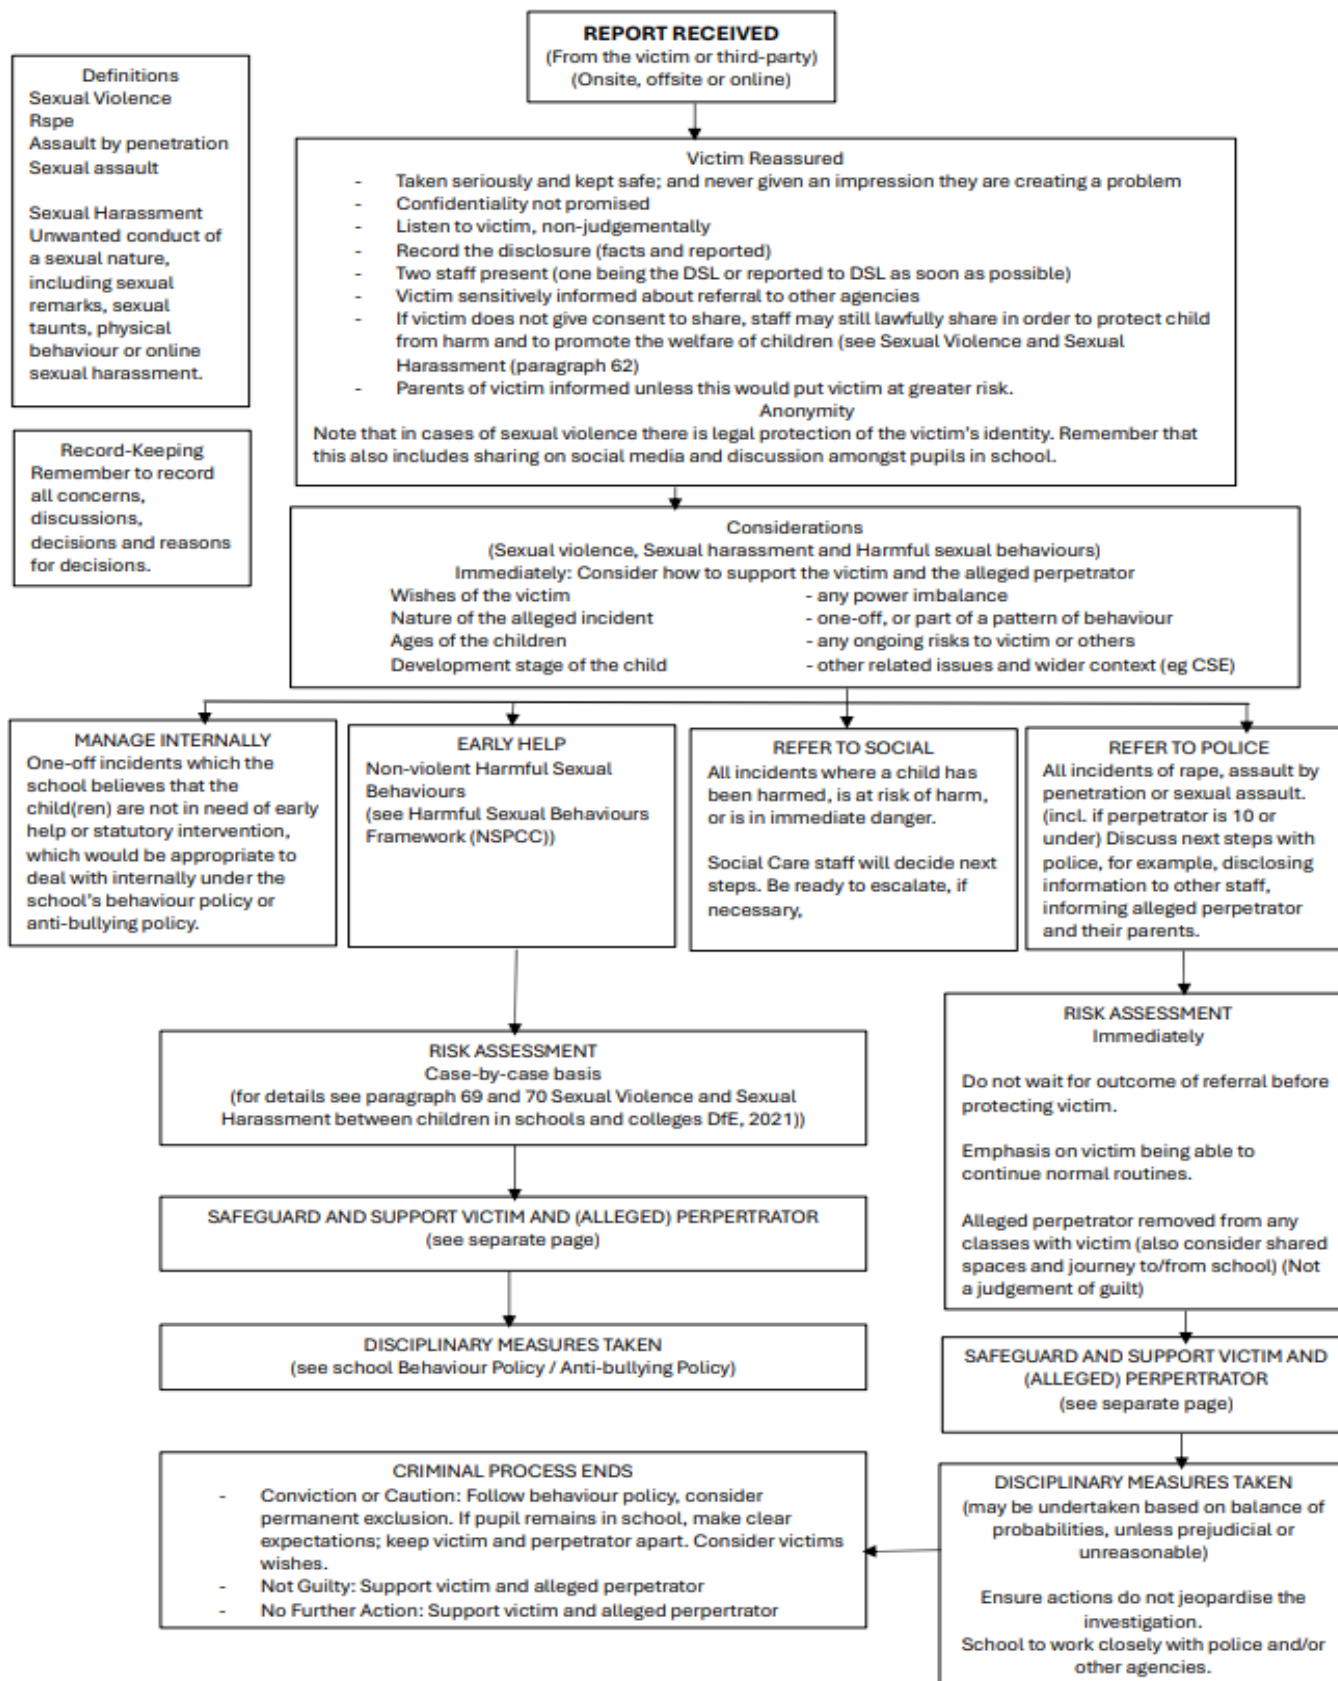 REPORT RECEIVED
(From the victim or third-party)
(Onsite, offsite or online)
Definitions
Sexual Violence
Rspe
Assault by penetration
Sexual assault
Sexual Harassment
Unwanted conduct of
a sexual nature,
including sexual
remarks, sexual
taunts, physical
behaviour or online
sexual harassment.
Record-Keeping
Remember to record
all concerns,
discussions,
decisions and reasons
for decisions.
Victim Reassured
- Taken seriously and kept safe; and never given an impression they are creating a problem
- Confidentiality not promised
- Listen to victim, non-judgementally
- Record the disclosure (facts and reported)
- Two staff present (one being the DSL or reported to DSL as soon as possible)
- Victim sensitively informed about referral to other agencies
- If victim does not give consent to share, staff may still lawfully share in order to protect child
from harm and to promote the welfare of children (see Sexual Violence and Sexual
Harassment (paragraph 62)
- Parents of victim informed unless this would put victim at greater risk.
Anonymity
Note that in cases of sexual violence there is legal protection of the victim's identity. Remember that
this also includes sharing on social media and discussion amongst pupils in school.
Considerations
(Sexual violence, Sexual harassment and Harmful sexual behaviours)
Immediately: Consider how to support the victim and the alleged perpetrator
Wishes of the victim - any power imbalance
Nature of the alleged incident - one-off, or part of a pattern of behaviour
Ages of the children - any ongoing risks to victim or others
Development stage of the child - other related issues and wider context (eg CSE)
MANAGE INTERNALLY
One-off incidents which the
school believes that the
child(ren) are not in need of early
help or statutory intervention,
which would be appropriate to
deal with internally under the
school's behaviour policy or
anti-bullying policy.
EARLY HELP
Non-violent Harmful Sexual
Behaviours
(see Harmful Sexual Behaviours
Framework (NSPCC))
REFER TO SOCIAL
All incidents where a child has
been harmed, is at risk of harm,
or is in immediate danger.
Social Care staff will decide next
steps. Be ready to escalate, if
necessary,
REFER TO POLICE
All incidents of rape, assault by
penetration or sexual assault.
(incl. if perpetrator is 10 or
under) Discuss next steps with
police, for example, disclosing
information to other staff,
informing alleged perpetrator
and their parents.
RISK ASSESSMENT
Case-by-case basis
(for details see paragraph 69 and 70 Sexual Violence and Sexual
Harassment between children in schools and colleges DfE, 2021))
SAFEGUARD AND SUPPORT VICTIM AND (ALLEGED) PERPERTRATOR
(see separate page)
DISCIPLINARY MEASURES TAKEN
(see school Behaviour Policy / Anti-bullying Policy)
RISK ASSESSMENT
Immediately
Do not wait for outcome of referral before
protecting victim.
Emphasis on victim being able to
continue normal routines.
Alleged perpetrator removed from any
classes with victim (also consider shared
spaces and journey to/from school) (Not
a judgement of guilt)
SAFEGUARD AND SUPPORT VICTIM AND
(ALLEGED) PERPERTRATOR
(see separate page)
DISCIPLINARY MEASURES TAKEN
(may be undertaken based on balance of
probabilities, unless prejudicial or
unreasonable)
Ensure actions do not jeopardise the
investigation.
School to work closely with police and/or
other agencies.
CRIMINAL PROCESS ENDS
- Conviction or Caution: Follow behaviour policy, consider
permanent exclusion. If pupil remains in school, make clear
expectations; keep victim and perpetrator apart. Consider victims
wishes.
- Not Guilty: Support victim and alleged perpetrator
- No Further Action: Support victim and alleged perpertrator